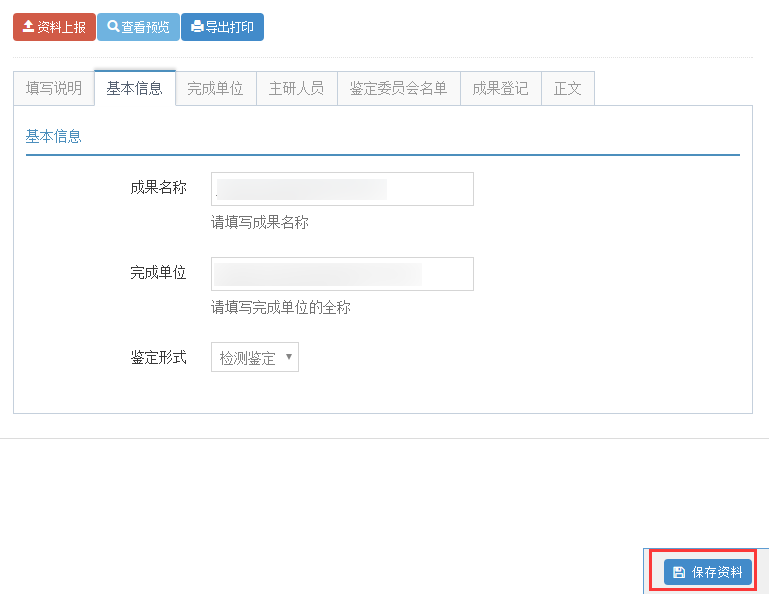 资料上报 查看预览 导出打印
填写说明 基本信息 完成单位 主研人员 鉴定委员会名单 成果登记 正文
基本信息
成果名称
请填写成果名称
完成单位
请填写完成单位的全称
鉴定形式 检测鉴定
保存资料